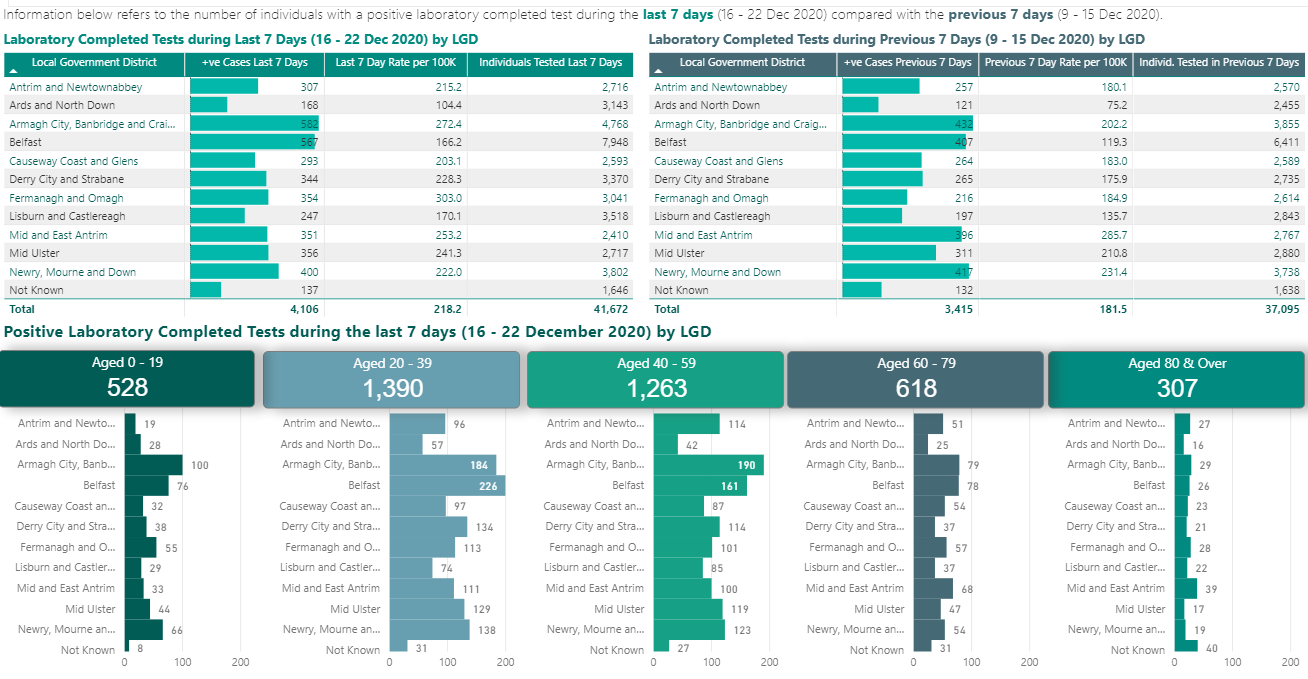 Information below refers to the number of individuals with a positive laboratory completed test during the last 7 days (16 - 22 Dec 2020) compared with the previous 7 days (9 - 15 Dec 2020).
Laboratory Completed Tests during Last 7 Days (16 - 22 Dec 2020) by LGD
Local Government District +ve Cases Last 7 Days Last 7 Day Rate per 100K Individuals Tested Last 7 Days
Antrim and Newtownabbey 307 215.2 2,716
Ards and North Down 168 104.4 3,143
Armagh City, Banbridge and Crai... 582 272.4 4,768
Belfast 567 166.2 7,948
Causeway Coast and Glens 293 203.1 2,593
Derry City and Strabane 344 228.3 3,370
Fermanagh and Omagh 354 303.0 3,041
Lisburn and Castlereagh 247 170.1 3,518
Mid and East Antrim 351 253.2 2,410
Mid Ulster 356 241.3 2,717
Newry, Mourne and Down 400 222.0 3,802
Not Known 137 1,646
Total 4,106 218.2 41,672
Laboratory Completed Tests during Previous 7 Days (9 - 15 Dec 2020) by LGD
Local Government District +ve Cases Previous 7 Days Previous 7 Day Rate per 100K Individ. Tested in Previous 7 Days
Antrim and Newtownabbey 257 180.1 2,570
Ards and North Down 121 75.2 2,455
Armagh City, Banbridge and Craig... 432 202.2 3,855
Belfast 407 119.3 6,411
Causeway Coast and Glens 264 183.0 2,589
Derry City and Strabane 265 175.9 2,735
Fermanagh and Omagh 216 184.9 2,614
Lisburn and Castlereagh 197 135.7 2,843
Mid and East Antrim 396 285.7 2,767
Mid Ulster 311 210.8 2,880
Newry, Mourne and Down 417 231.4 3,738
Not Known 132 1,638
Total 3,415 181.5 37,095
Positive Laboratory Completed Tests during the last 7 days (16 - 22 December 2020) by LGD
Aged 0 - 19
528
Antrim and Newto... 19
Ards and North Do... 28
Armagh City, Banb... 100
Belfast 76
Causeway Coast an... 32
Derry City and Stra... 38
Fermanagh and O... 55
Lisburn and Castler... 29
Mid and East Antrim 33
Mid Ulster 44
Newry, Mourne an... 66
Not Known 8
0 100 200
Aged 20 - 39
1,390
Antrim and Newto... 96
Ards and North Do... 57
Armagh City, Banb... 184
Belfast 226
Causeway Coast an... 97
Derry City and Stra... 134
Fermanagh and O... 113
Lisburn and Castler... 74
Mid and East Antrim 111
Mid Ulster 129
Newry, Mourne an... 138
Not Known 31
0 100 200
Aged 40 - 59
1,263
Antrim and Newto... 114
Ards and North Do... 42
Armagh City, Banb... 190
Belfast 161
Causeway Coast an... 87
Derry City and Stra... 114
Fermanagh and O... 101
Lisburn and Castler... 85
Mid and East Antrim 100
Mid Ulster 119
Newry, Mourne an... 123
Not Known 27
0 100 200
Aged 60 - 79
618
Antrim and Newto... 51
Ards and North Do... 25
Armagh City, Banb... 79
Belfast 78
Causeway Coast an... 54
Derry City and Stra... 37
Fermanagh and O... 57
Lisburn and Castler... 37
Mid and East Antrim 68
Mid Ulster 47
Newry, Mourne an... 54
Not Known 31
0 100 200
Aged 80 & Over
307
Antrim and Newto... 27
Ards and North Do... 16
Armagh City, Banb... 29
Belfast 26
Causeway Coast an... 23
Derry City and Stra... 21
Fermanagh and O... 28
Lisburn and Castler... 22
Mid and East Antrim 39
Mid Ulster 17
Newry, Mourne an... 19
Not Known 40
0 100 200